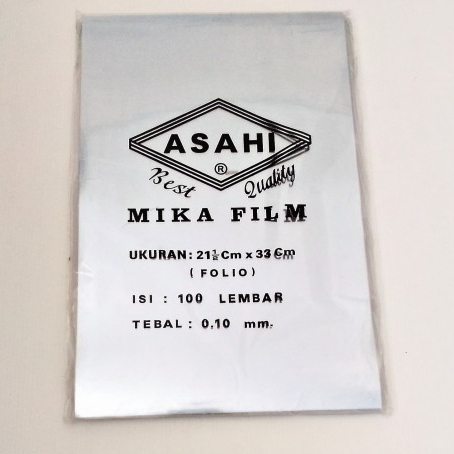 ASAHI
®
Best Quality
MIKA FILM
UKURAN: 21½ Cm x 33 Cm
( FOLIO )
ISI : 100 LEMBAR
TEBAL : 0,10 mm.